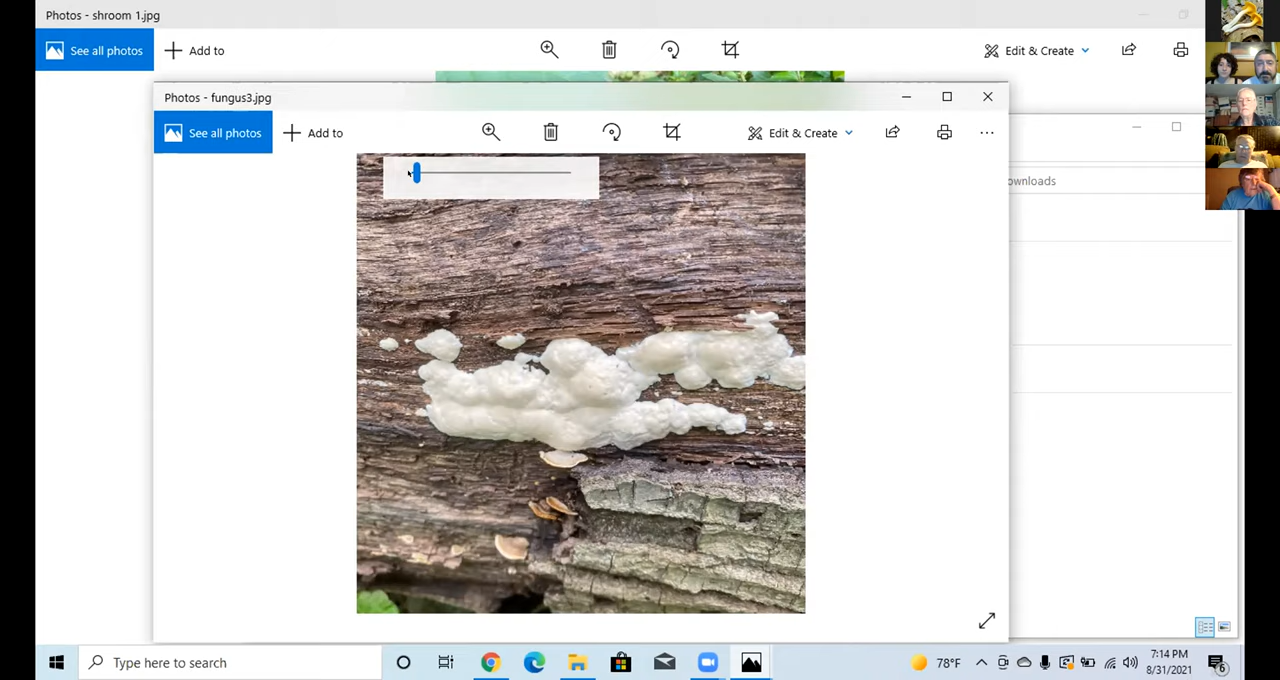 Photos - shroom 1.jpg
See all photos
Add to
Edit & Create
Photos - fungus3.jpg
See all photos
Add to
Edit & Create
ownloads
Type here to search
78°F
7:14 PM
8/31/2021
6